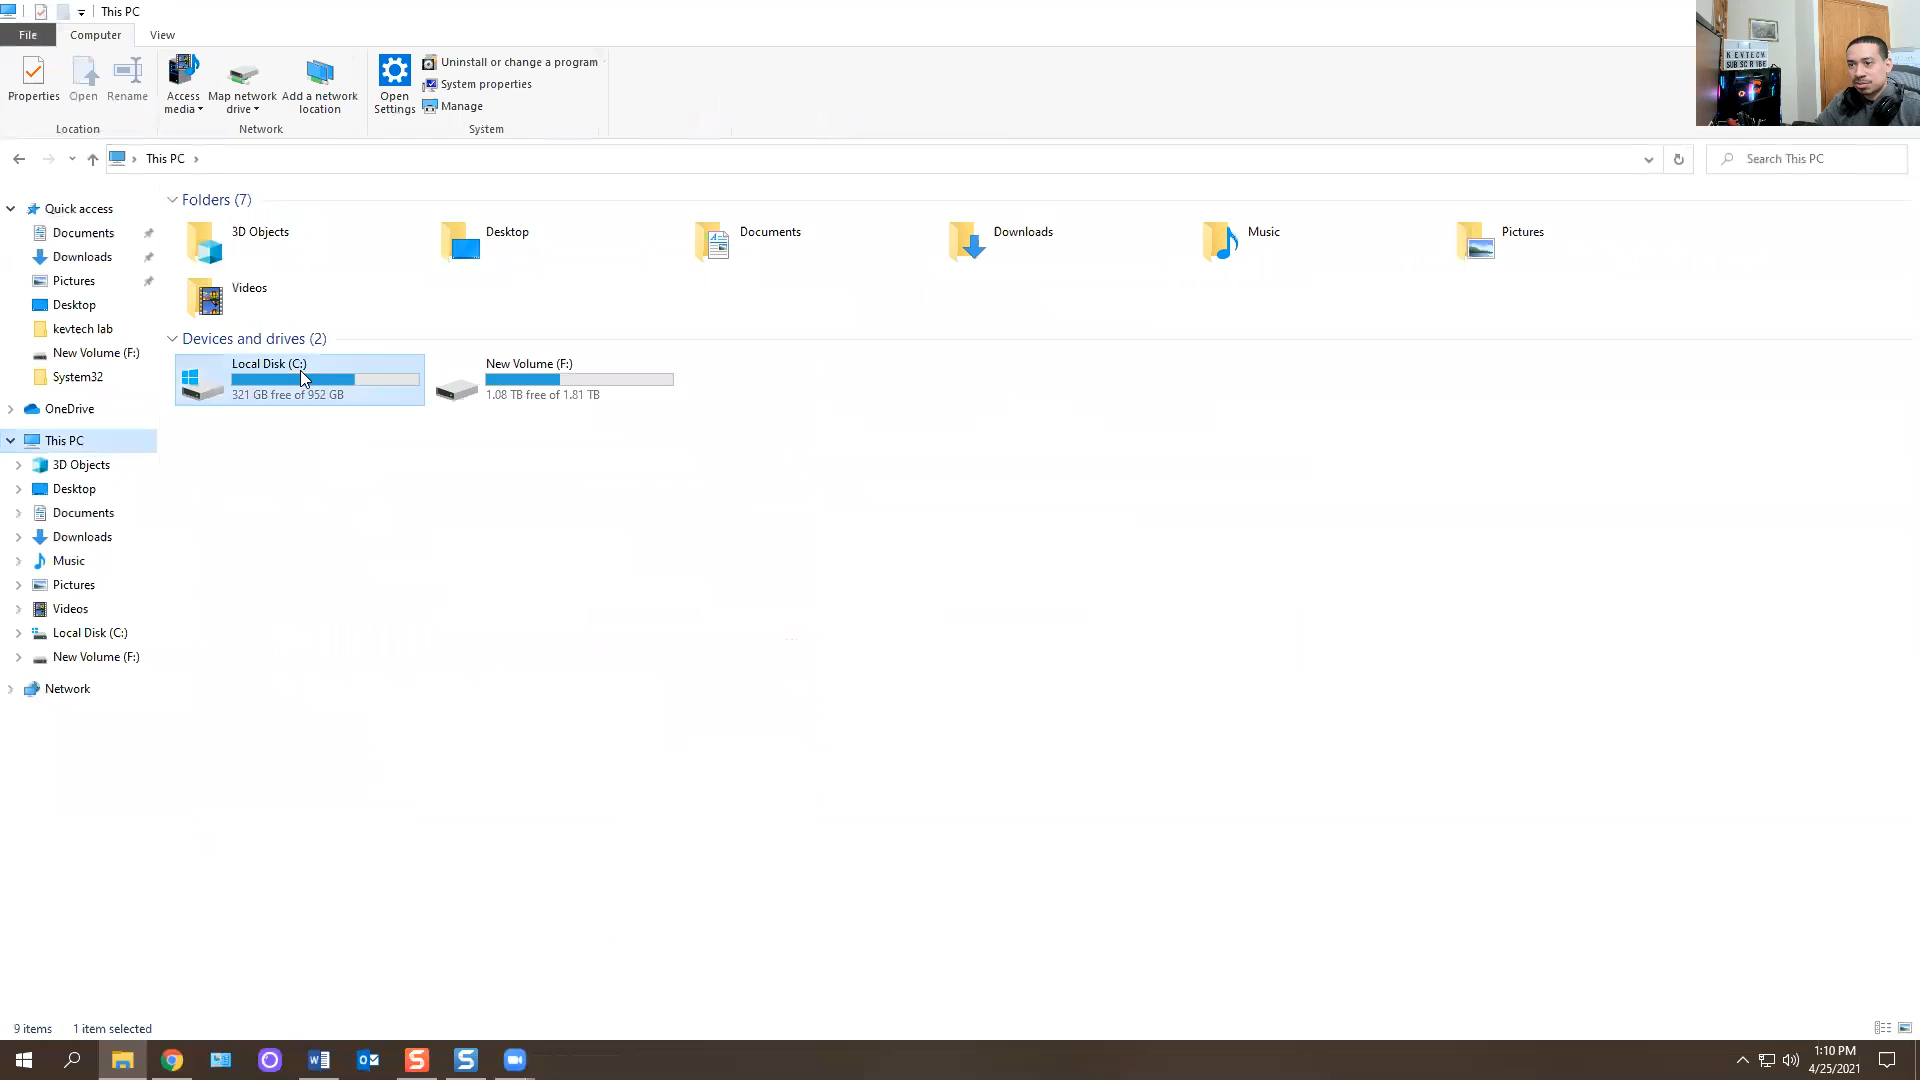 This PC
File
Computer
View
Properties
Open
Rename
Access media
Map network drive
Add a network location
Open Settings
Uninstall or change a program
System properties
Manage
Location
Network
System
This PC
Search This PC
KEVTECH
SUBSCRIBE
Quick access
Documents
Downloads
Pictures
Desktop
kevtech lab
New Volume (F:)
System32
OneDrive
This PC
3D Objects
Desktop
Documents
Downloads
Music
Pictures
Videos
Local Disk (C:)
New Volume (F:)
Network
Folders (7)
3D Objects
Desktop
Documents
Downloads
Music
Pictures
Videos
Devices and drives (2)
Local Disk (C:)
321 GB free of 952 GB
New Volume (F:)
1.08 TB free of 1.81 TB
9 items
1 item selected
1:10 PM
4/25/2021